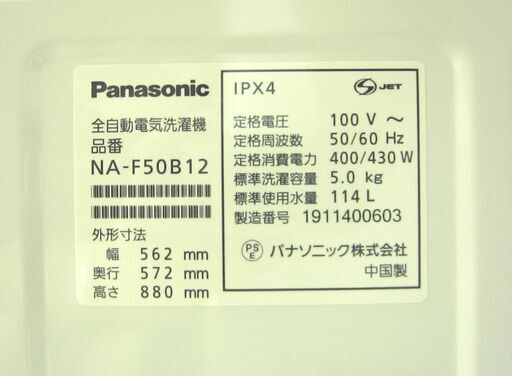 Panasonic
全自動電気洗濯機
品番
NA-F50B12
外形寸法
幅 562 mm
奥行 572 mm
高さ 880 mm
IPX4
S JET
定格電圧 100 V ～
定格周波数 50/60 Hz
定格消費電力 400/430 W
標準洗濯容量 5.0 kg
標準使用水量 114 L
製造番号 1911400603
PS E パナソニック株式会社
中国製